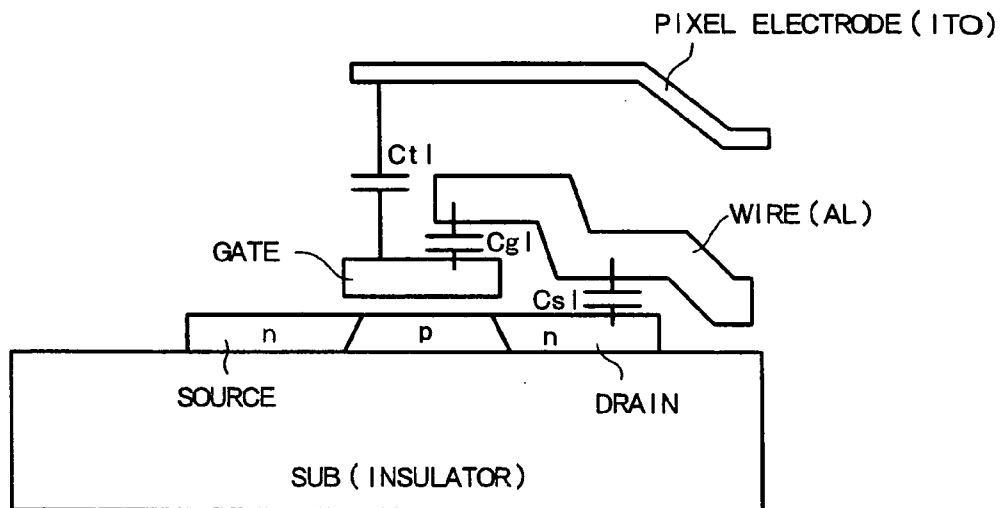 PIXEL ELECTRODE(ITO)
Ctl
WIRE(AL)
Cgl
GATE
Csl
n
p
n
SOURCE
DRAIN
SUB(INSULATOR)